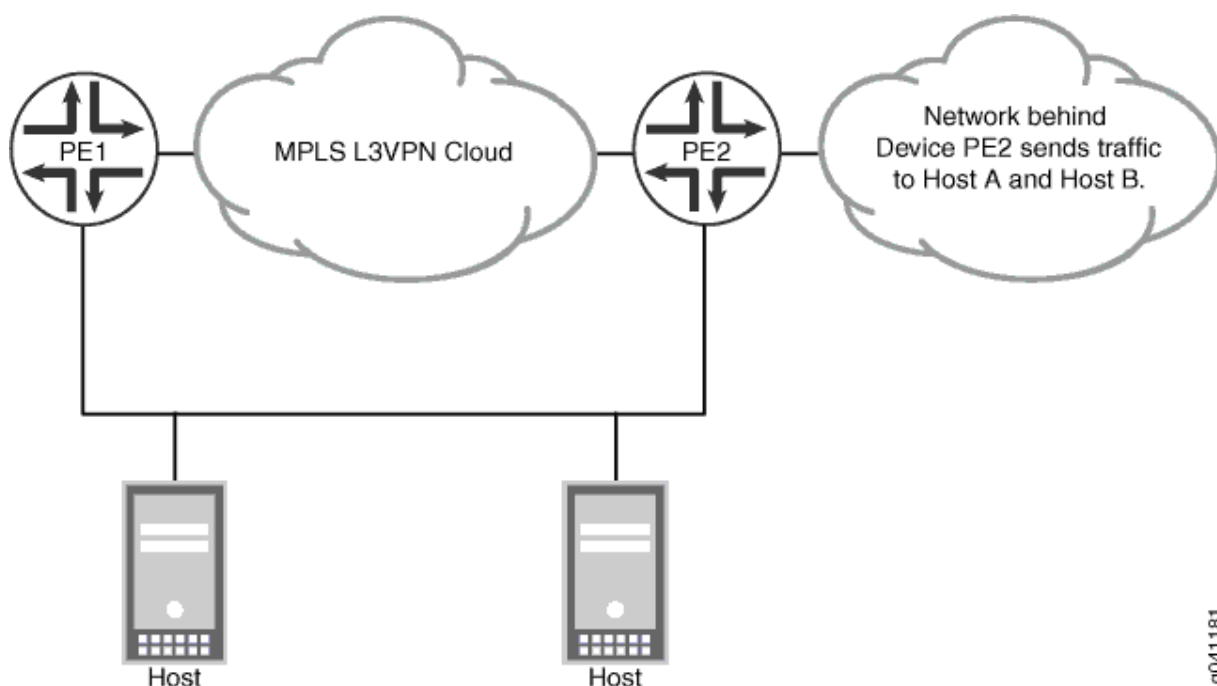 PE1
MPLS L3VPN Cloud
PE2
Network behind
Device PE2 sends traffic
to Host A and Host B.
Host
Host
g041181